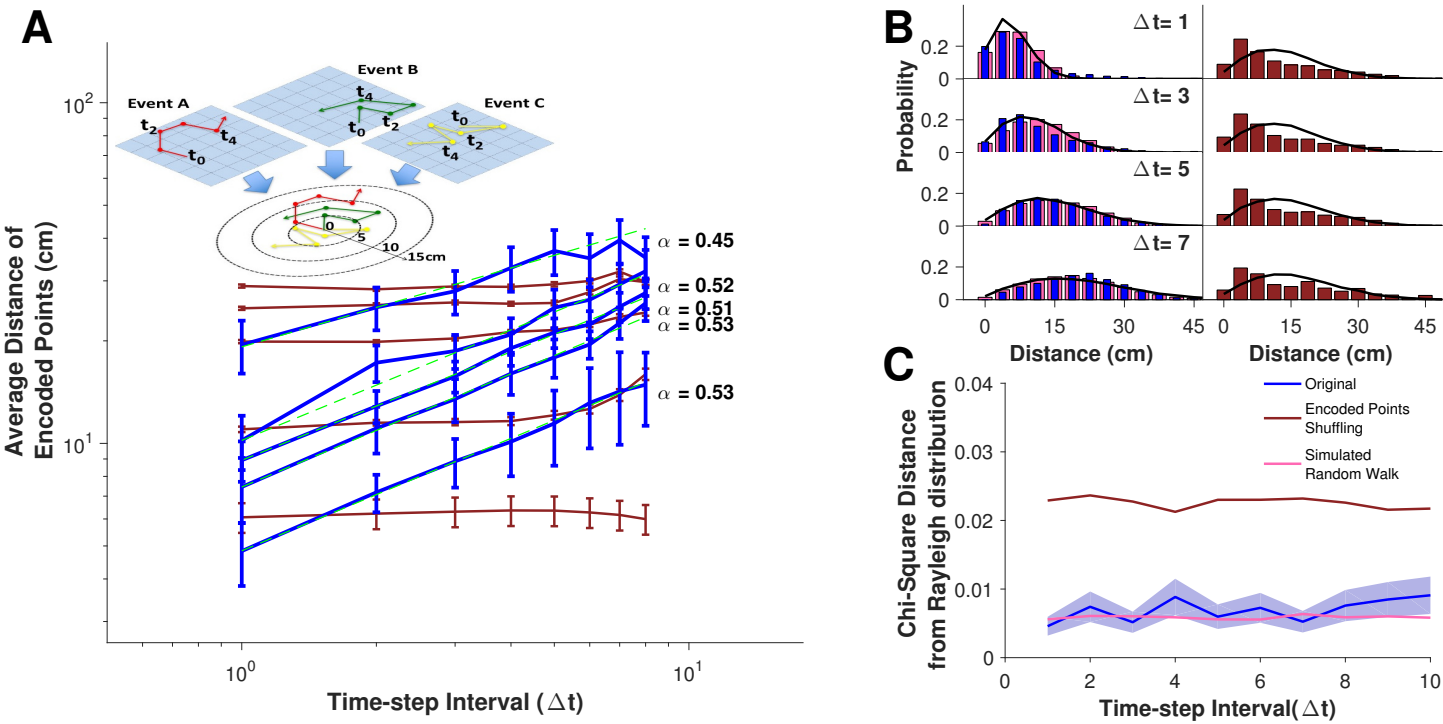 A
Average Distance of
Encoded Points (cm)
10²
10¹
10⁰
10¹
Time-step Interval (Δt)
Event A
t₀
t₂
t₄
Event B
t₄
t₀
t₂
Event C
t₀
t₂
t₄
0
5
10
15cm
α = 0.45
α = 0.52
α = 0.51
α = 0.53
α = 0.53
B
Probability
Δt= 1
0.2
0
Δt= 3
0.2
0
Δt= 5
0.2
0
Δt= 7
0.2
0
0 15 30 45
0 15 30 45
Distance (cm)
Distance (cm)
C
Chi-Square Distance
from Rayleigh distribution
0.04
0.03
0.02
0.01
0
Original
Encoded Points
Shuffling
Simulated
Random Walk
0 2 4 6 8 10
Time-step Interval(Δt)